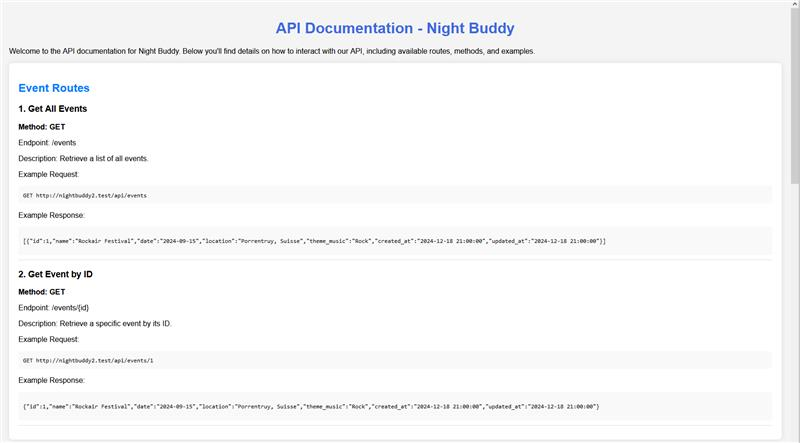 API Documentation - Night Buddy
Welcome to the API documentation for Night Buddy. Below you'll find details on how to interact with our API, including available routes, methods, and examples.
Event Routes
1. Get All Events
Method: GET
Endpoint: /events
Description: Retrieve a list of all events.
Example Request:
GET http://nightbuddy2.test/api/events
Example Response:
[{"id":1,"name":"Rockair Festival","date":"2024-09-15","location":"Porrentruy, Suisse","theme_music":"Rock","created_at":"2024-12-18 21:00:00","updated_at":"2024-12-18 21:00:00"}]
2. Get Event by ID
Method: GET
Endpoint: /events/{id}
Description: Retrieve a specific event by its ID.
Example Request:
GET http://nightbuddy2.test/api/events/1
Example Response:
{"id":1,"name":"Rockair Festival","date":"2024-09-15","location":"Porrentruy, Suisse","theme_music":"Rock","created_at":"2024-12-18 21:00:00","updated_at":"2024-12-18 21:00:00"}